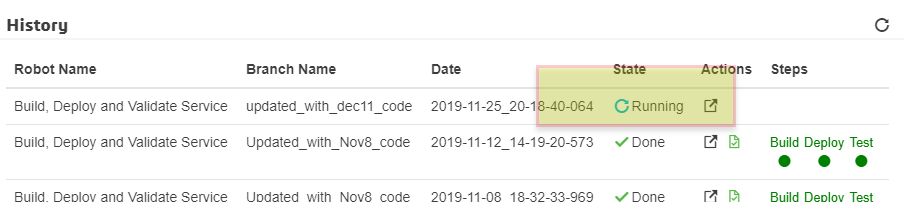 History
Robot Name Branch Name Date State Actions Steps
Build, Deploy and Validate Service updated_with_dec11_code 2019-11-25_20-18-40-064 Running
Build, Deploy and Validate Service Updated_with_Nov8_code 2019-11-12_14-19-20-573 Done Build Deploy Test
Build, Deploy and Validate Service Updated_with_Nov8_code 2019-11-08_18-32-33-969 Done Build Deploy Test